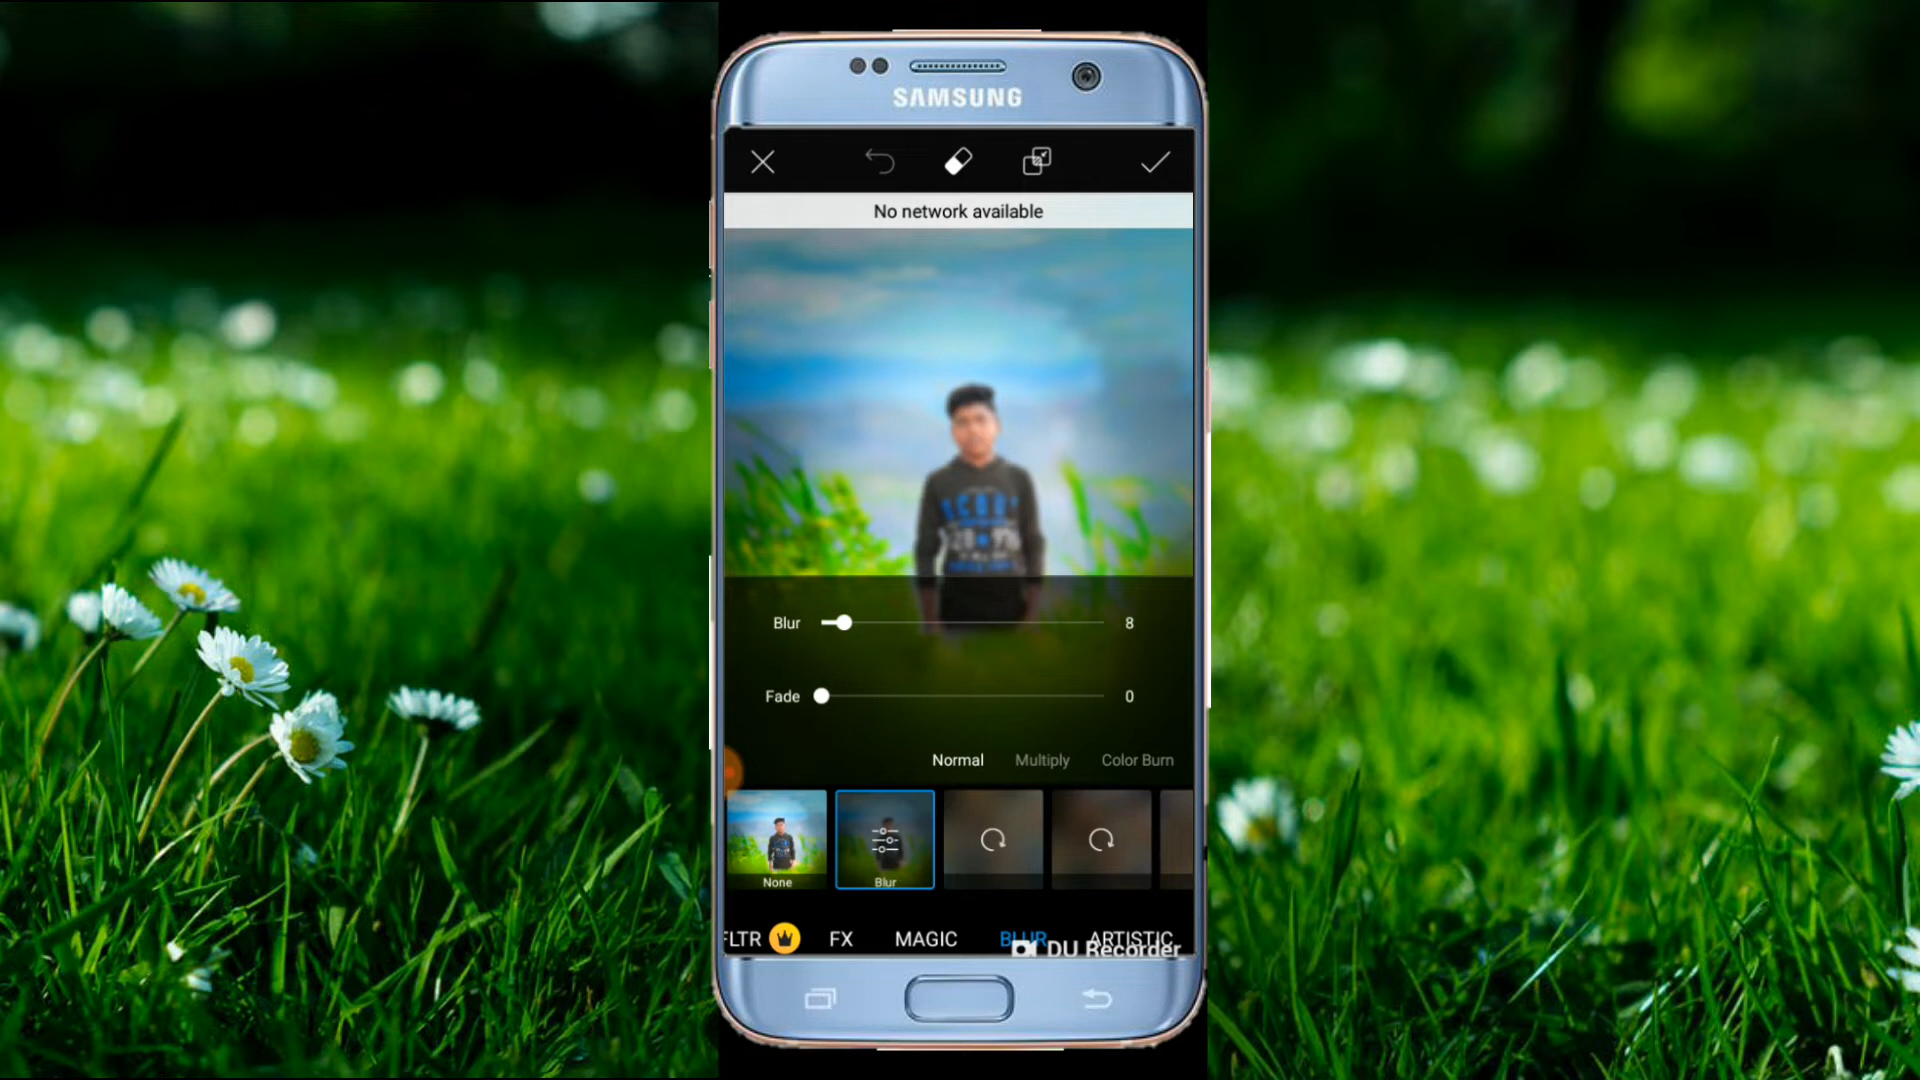 SAMSUNG
No network available
Blur 8
Fade 0
Normal Multiply Color Burn
None Blur
FLTR FX MAGIC BLUR ARTISTIC
DU Recorder